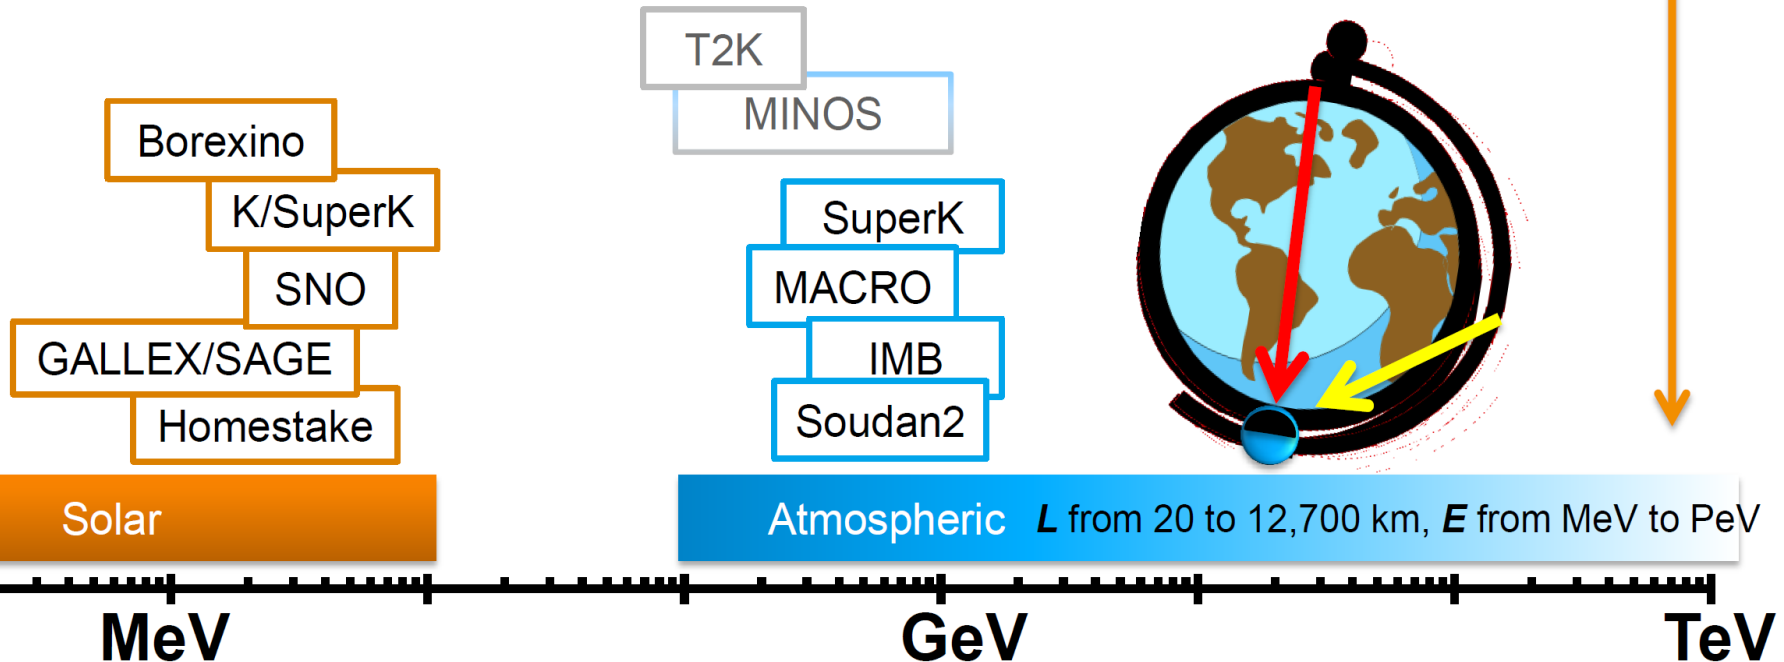 T2K
MINOS
Borexino
K/SuperK
SNO
GALLEX/SAGE
Homestake
SuperK
MACRO
IMB
Soudan2
Solar
Atmospheric L from 20 to 12,700 km, E from MeV to PeV
MeV GeV TeV